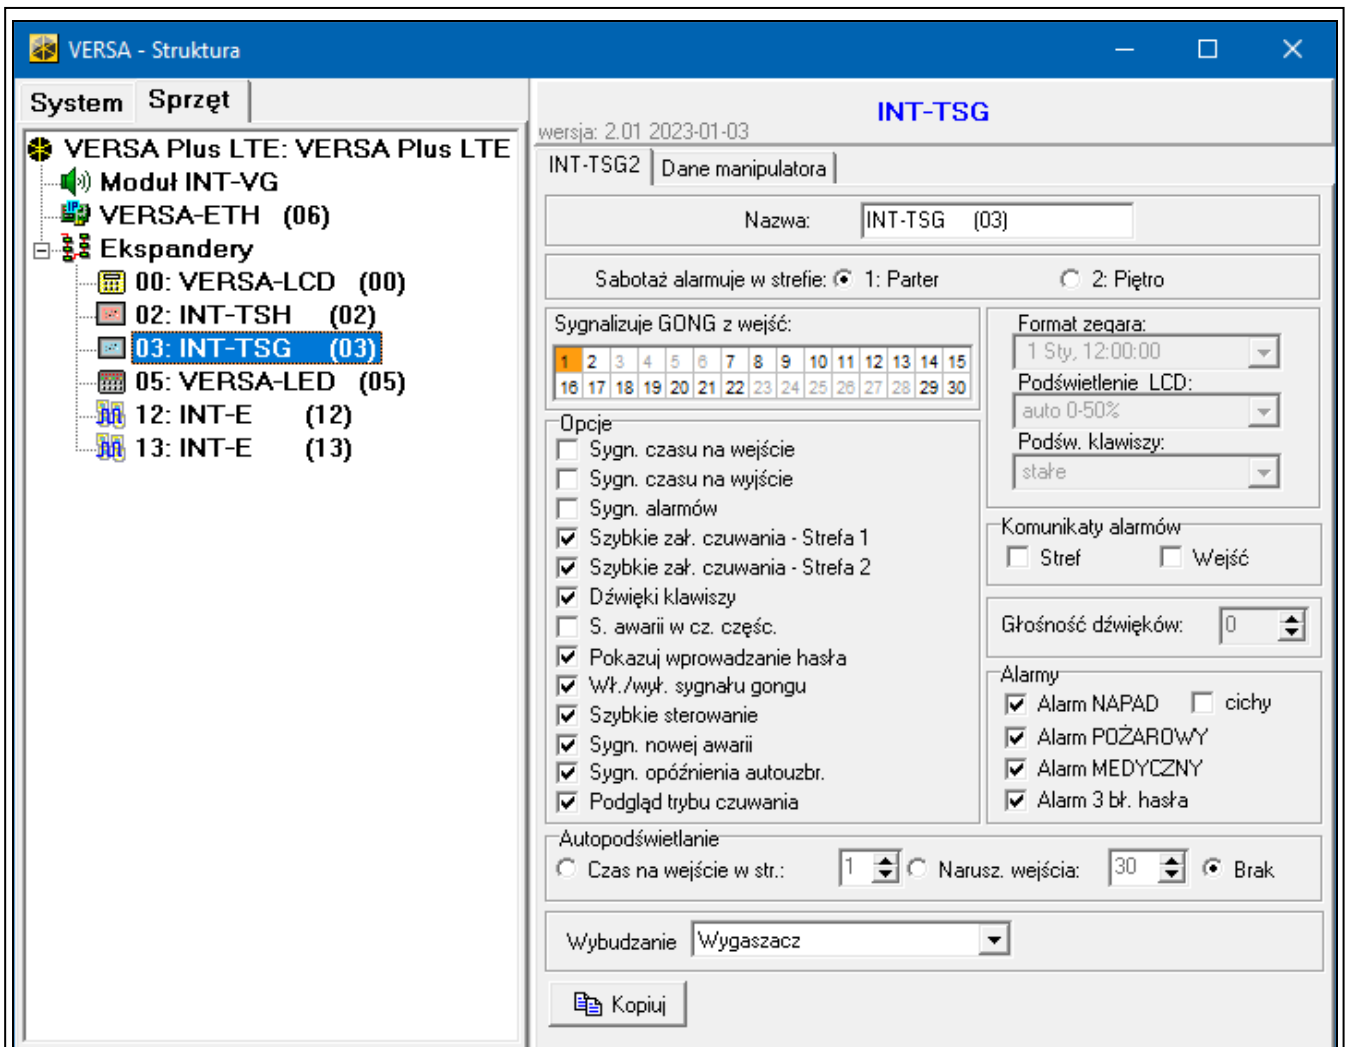 VERSA - Struktura
System Sprzęt
VERSA Plus LTE: VERSA Plus LTE
Moduł INT-VG
VERSA-ETH (06)
Ekspandery
00: VERSA-LCD (00)
02: INT-TSH (02)
03: INT-TSG (03)
05: VERSA-LED (05)
12: INT-E (12)
13: INT-E (13)
INT-TSG
wersja: 2.01 2023-01-03
INT-TSG2 Dane manipulatora
Nazwa: INT-TSG (03)
Sabotaż alarmuje w strefie: 1: Parter 2: Piętro
Sygnalizuje GONG z wejść:
1 2 3 4 5 6 7 8 9 10 11 12 13 14 15
16 17 18 19 20 21 22 23 24 25 26 27 28 29 30
Opcje
Sygn. czasu na wejście
Sygn. czasu na wyjście
Sygn. alarmów
Szybkie zał. czuwania - Strefa 1
Szybkie zał. czuwania - Strefa 2
Dźwięki klawiszy
S. awarii w cz. częśc.
Pokazuj wprowadzanie hasła
Wł./wył. sygnału gongu
Szybkie sterowanie
Sygn. nowej awarii
Sygn. opóźnienia autouzbr.
Podgląd trybu czuwania
Format zegara:
1 Sty, 12:00:00
Podświetlenie LCD:
auto 0-50%
Podśw. klawiszy:
stałe
Komunikaty alarmów
Stref Wejść
Głośność dźwięków: 0
Alarmy
Alarm NAPAD cichy
Alarm POŻAROWY
Alarm MEDYCZNY
Alarm 3 bł. hasła
Autopodświetlanie
Czas na wejście w str.: 1 Narusz. wejścia: 30 Brak
Wybudzanie Wygaszacz
Kopiuj